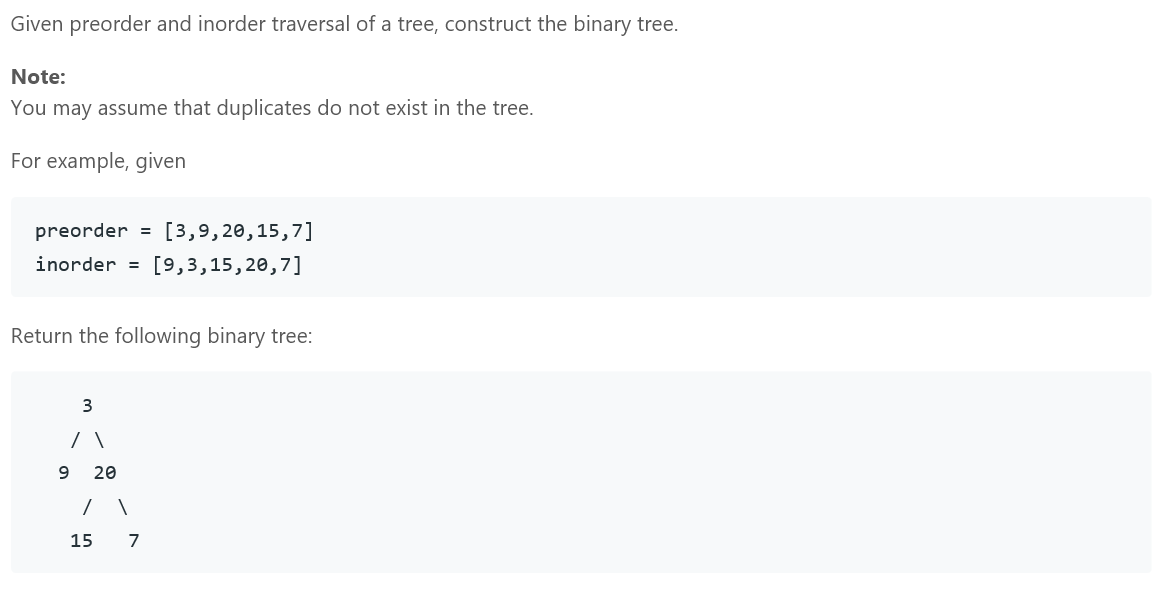 Given preorder and inorder traversal of a tree, construct the binary tree.
Note:
You may assume that duplicates do not exist in the tree.
For example, given
preorder = [3,9,20,15,7]
inorder = [9,3,15,20,7]
Return the following binary tree:
    3
   / \
  9  20
    /  \
   15   7